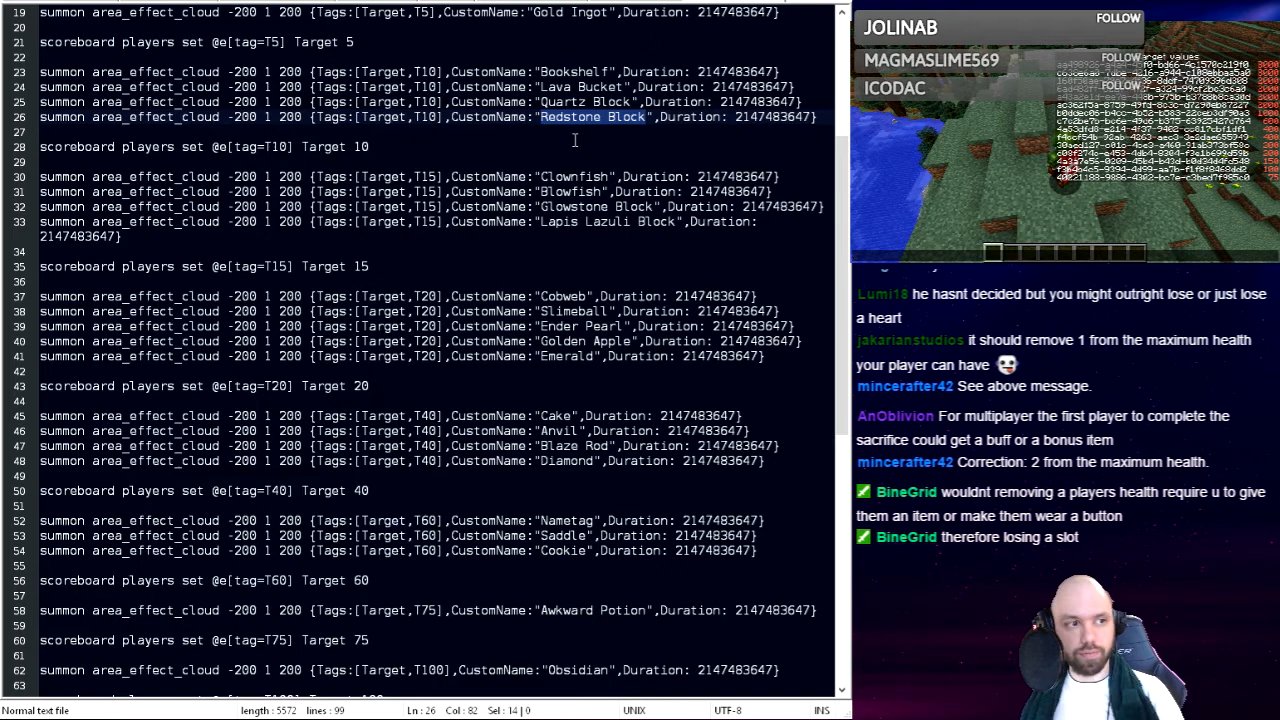 19 summon area_effect_cloud -200 1 200 {Tags:[Target,T5],CustomName:"Gold Ingot",Duration: 2147483647}
20
21 scoreboard players set @e[tag=T5] Target 5
22
23 summon area_effect_cloud -200 1 200 {Tags:[Target,T10],CustomName:"Bookshelf",Duration: 2147483647}
24 summon area_effect_cloud -200 1 200 {Tags:[Target,T10],CustomName:"Lava Bucket",Duration: 2147483647}
25 summon area_effect_cloud -200 1 200 {Tags:[Target,T10],CustomName:"Quartz Block",Duration: 2147483647}
26 summon area_effect_cloud -200 1 200 {Tags:[Target,T10],CustomName:"Redstone Block",Duration: 2147483647}
27
28 scoreboard players set @e[tag=T10] Target 10
29
30 summon area_effect_cloud -200 1 200 {Tags:[Target,T15],CustomName:"Clownfish",Duration: 2147483647}
31 summon area_effect_cloud -200 1 200 {Tags:[Target,T15],CustomName:"Blowfish",Duration: 2147483647}
32 summon area_effect_cloud -200 1 200 {Tags:[Target,T15],CustomName:"Glowstone Block",Duration: 2147483647}
33 summon area_effect_cloud -200 1 200 {Tags:[Target,T15],CustomName:"Lapis Lazuli Block",Duration:
2147483647}
34
35 scoreboard players set @e[tag=T15] Target 15
36
37 summon area_effect_cloud -200 1 200 {Tags:[Target,T20],CustomName:"Cobweb",Duration: 2147483647}
38 summon area_effect_cloud -200 1 200 {Tags:[Target,T20],CustomName:"Slimeball",Duration: 2147483647}
39 summon area_effect_cloud -200 1 200 {Tags:[Target,T20],CustomName:"Ender Pearl",Duration: 2147483647}
40 summon area_effect_cloud -200 1 200 {Tags:[Target,T20],CustomName:"Golden Apple",Duration: 2147483647}
41 summon area_effect_cloud -200 1 200 {Tags:[Target,T20],CustomName:"Emerald",Duration: 2147483647}
42
43 scoreboard players set @e[tag=T20] Target 20
44
45 summon area_effect_cloud -200 1 200 {Tags:[Target,T40],CustomName:"Cake",Duration: 2147483647}
46 summon area_effect_cloud -200 1 200 {Tags:[Target,T40],CustomName:"Anvil",Duration: 2147483647}
47 summon area_effect_cloud -200 1 200 {Tags:[Target,T40],CustomName:"Blaze Rod",Duration: 2147483647}
48 summon area_effect_cloud -200 1 200 {Tags:[Target,T40],CustomName:"Diamond",Duration: 2147483647}
49
50 scoreboard players set @e[tag=T40] Target 40
51
52 summon area_effect_cloud -200 1 200 {Tags:[Target,T60],CustomName:"Nametag",Duration: 2147483647}
53 summon area_effect_cloud -200 1 200 {Tags:[Target,T60],CustomName:"Saddle",Duration: 2147483647}
54 summon area_effect_cloud -200 1 200 {Tags:[Target,T60],CustomName:"Cookie",Duration: 2147483647}
55
56 scoreboard players set @e[tag=T60] Target 60
57
58 summon area_effect_cloud -200 1 200 {Tags:[Target,T75],CustomName:"Awkward Potion",Duration: 2147483647}
59
60 scoreboard players set @e[tag=T75] Target 75
61
62 summon area_effect_cloud -200 1 200 {Tags:[Target,T100],CustomName:"Obsidian",Duration: 2147483647}
63
Normal text file length : 5572 lines : 99 Ln : 26 Col : 82 Sel : 14 | 0 UNIX UTF-8 INS
JOLINAB FOLLOW
MAGMASLIME569 FOLLOW
ICODAC FOLLOW
Lumi18 he hasnt decided but you might outright lose or just lose
a heart
jakarianstudios it should remove 1 from the maximum health
your player can have
mincerafter42 See above message.
AnOblivion For multiplayer the first player to complete the
sacrifice could get a buff or a bonus item
mincerafter42 Correction: 2 from the maximum health.
BineGrid wouldnt removing a players health require u to give
them an item or make them wear a button
BineGrid therefore losing a slot